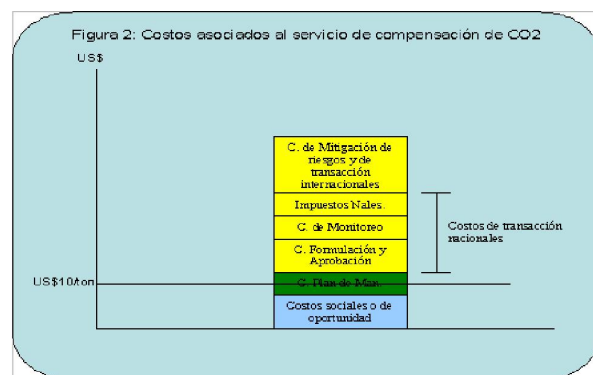 Figura 2: Costos asociados al servicio de compensación de CO2
US$
C. de Mitigación de
riesgos y de
transacción
internacionales
Impuestos Nales.
C. de Monitoreo
C. Formulación y
Aprobación
Costos de transacción
nacionales
US$10/ton
C. Plan de Man.
Costos sociales o de
oportunidad